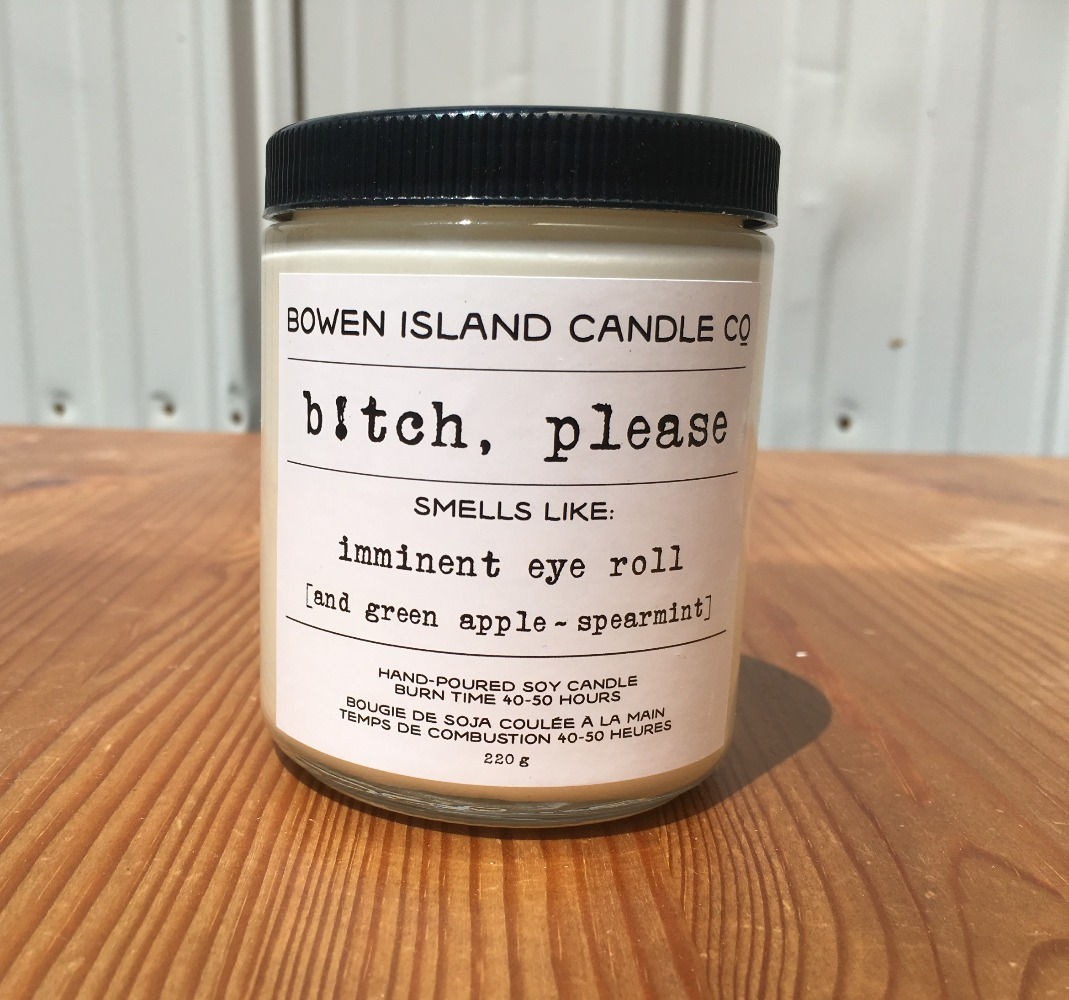 BOWEN ISLAND CANDLE CO
b!tch, please
SMELLS LIKE:
imminent eye roll
[and green apple~spearmint]
HAND-POURED SOY CANDLE
BURN TIME 40-50 HOURS
BOUGIE DE SOJA COULÉE À LA MAIN
TEMPS DE COMBUSTION 40-50 HEURES
220 g